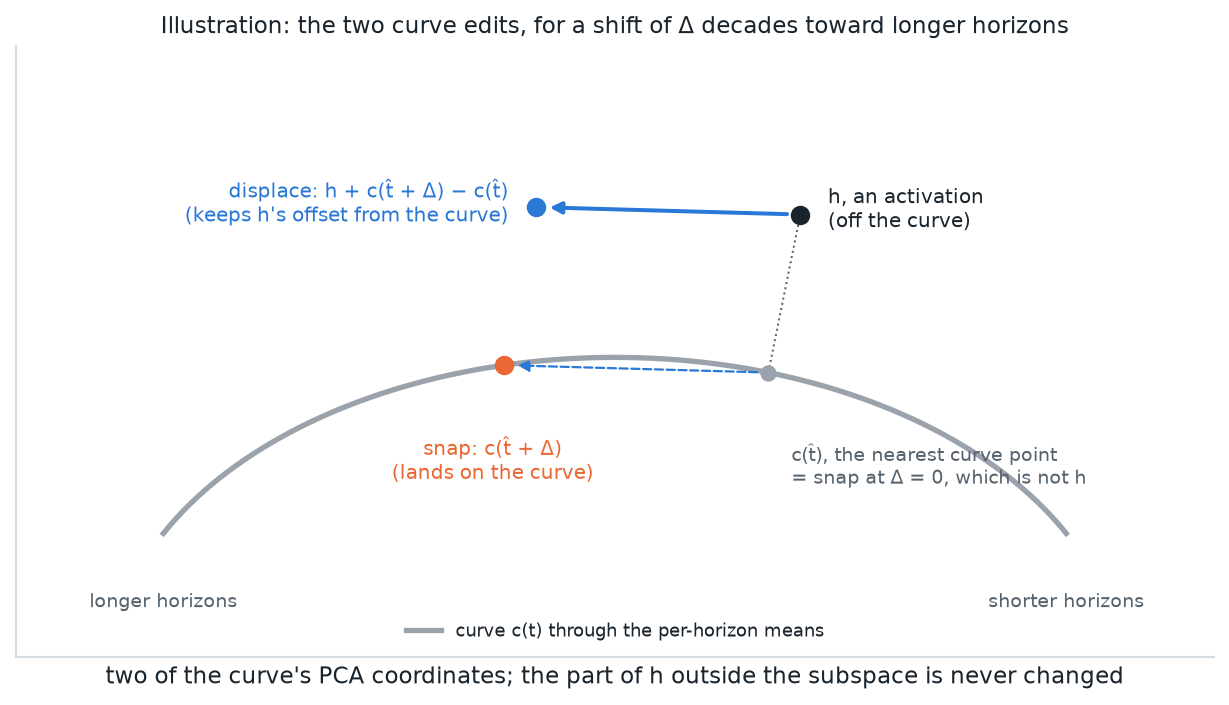 Illustration: the two curve edits, for a shift of Δ decades toward longer horizons
displace: h + c(t̂ + Δ) − c(t̂)
(keeps h's offset from the curve)
h, an activation
(off the curve)
snap: c(t̂ + Δ)
(lands on the curve)
c(t̂), the nearest curve point
= snap at Δ = 0, which is not h
longer horizons
shorter horizons
curve c(t) through the per-horizon means
two of the curve's PCA coordinates; the part of h outside the subspace is never changed